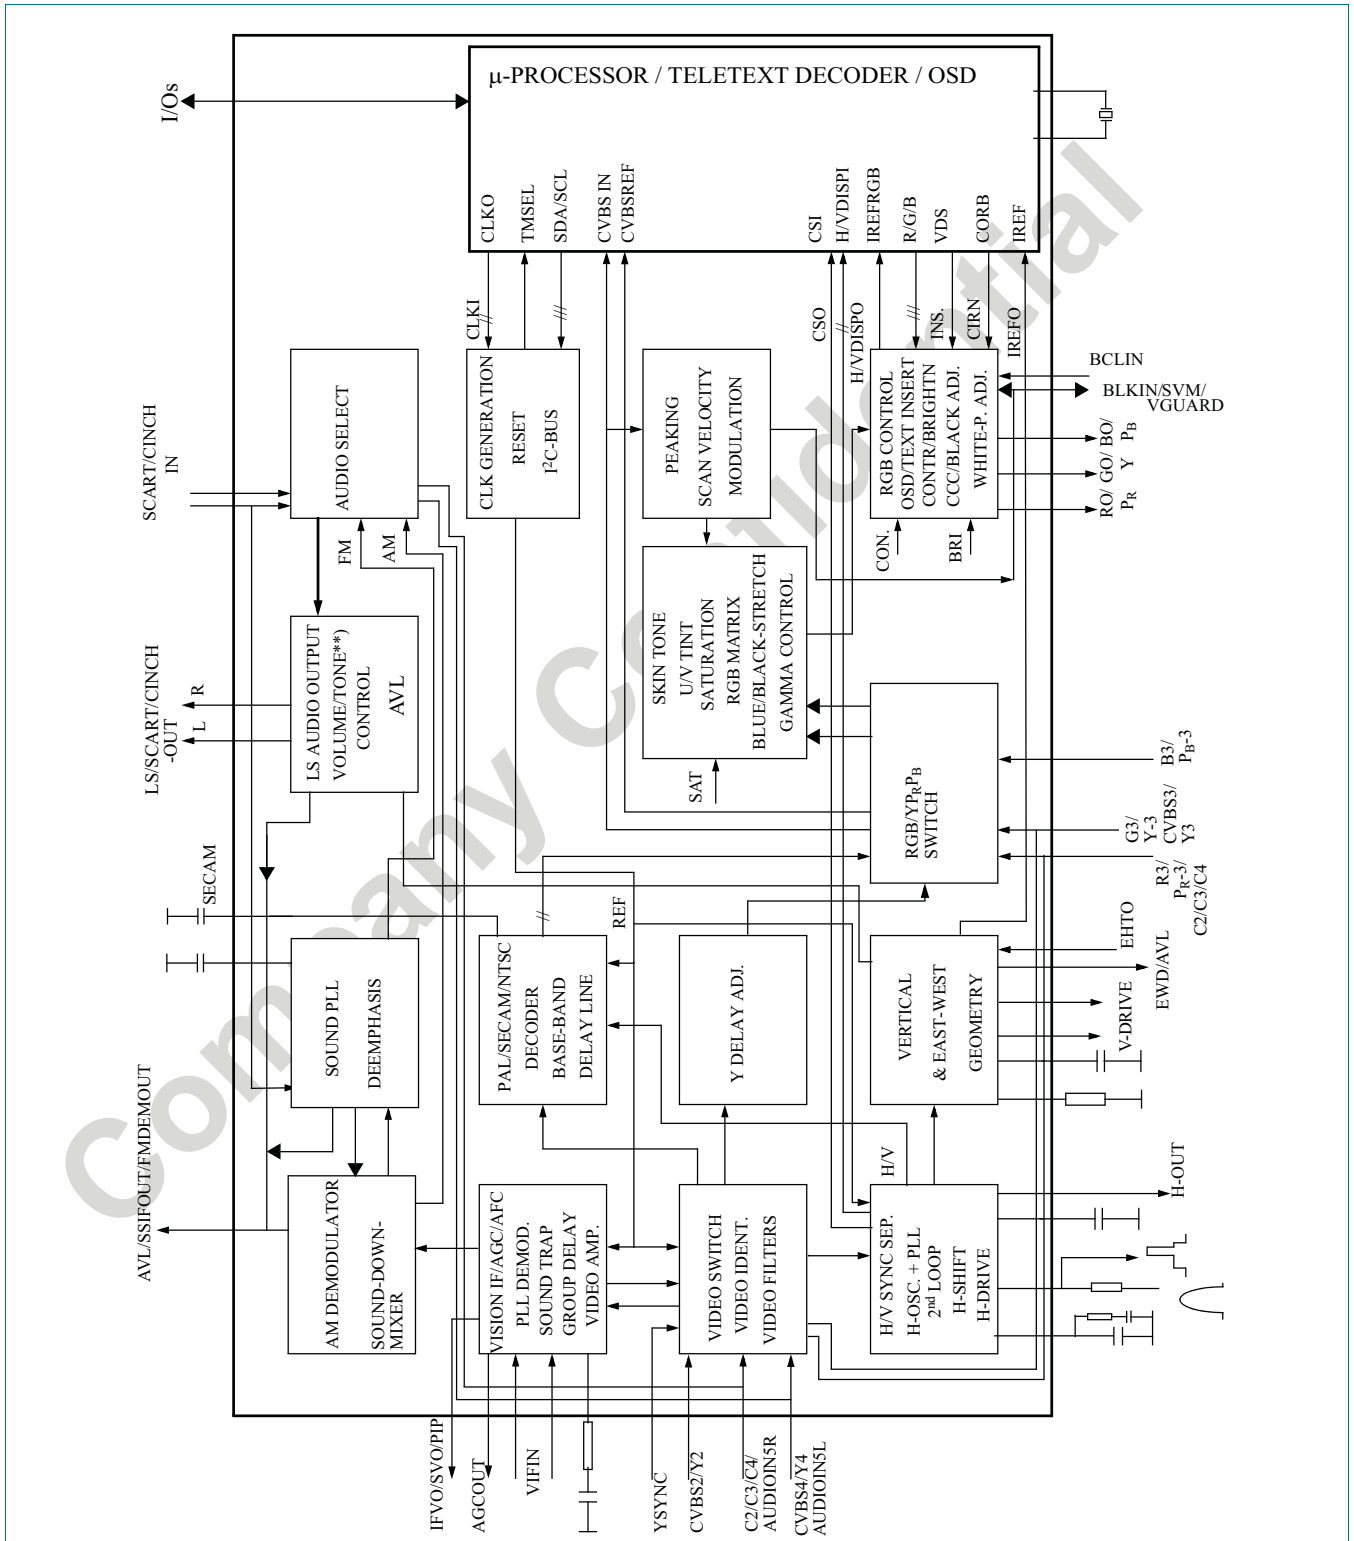 µ-PROCESSOR / TELETEXT DECODER / OSD
I/Os
CLKO
TMSEL
SDA/SCL
CVBS IN
CVBSREF
CSI
H/VDISPI
IREFRGB
R/G/B
VDS
CORB
IREF
CLKI
CSO
H/VDISPO
INS.
CIRN
IREFO
SCART/CINCH
IN
AUDIO SELECT
CLK GENERATION
RESET
I²C-BUS
PEAKING
SCAN VELOCITY
MODULATION
RGB CONTROL
OSD/TEXT INSERT
CONTR/BRIGHTN
CCC/BLACK ADJ.
WHITE-P. ADJ.
BCLIN
BLKIN/SVM/
VGUARD
RO/ GO/ BO/
PR Y PB
FM
AM
CON.
BRI
LS/SCART/CINCH
-OUT
L
R
LS AUDIO OUTPUT
VOLUME/TONE**)
CONTROL
AVL
SKIN TONE
U/V TINT
SATURATION
RGB MATRIX
BLUE/BLACK-STRETCH
GAMMA CONTROL
SAT
RGB/YPRPB
SWITCH
B3/
PB-3
G3/
Y-3
CVBS3/
Y3
R3/
PR-3/
C2/C3/C4
SECAM
REF
SOUND PLL
DEEMPHASIS
PAL/SECAM/NTSC
DECODER
BASE-BAND
DELAY LINE
Y DELAY ADJ.
VERTICAL
& EAST-WEST
GEOMETRY
EHTO
EWD/AVL
V-DRIVE
AVL/SSIFOUT/FMDEMOUT
AM DEMODULATOR
SOUND-DOWN-
MIXER
VISION IF/AGC/AFC
PLL DEMOD.
SOUND TRAP
GROUP DELAY
VIDEO AMP.
VIDEO SWITCH
VIDEO IDENT.
VIDEO FILTERS
H/V
H/V SYNC SEP.
H-OSC. + PLL
2nd LOOP
H-SHIFT
H-DRIVE
H-OUT
IFVO/SVO/PIP
AGCOUT
VIFIN
YSYNC
CVBS2/Y2
C2/C3/C4/
AUDIOIN5R
CVBS4/Y4
AUDIOIN5L
Company Confidential